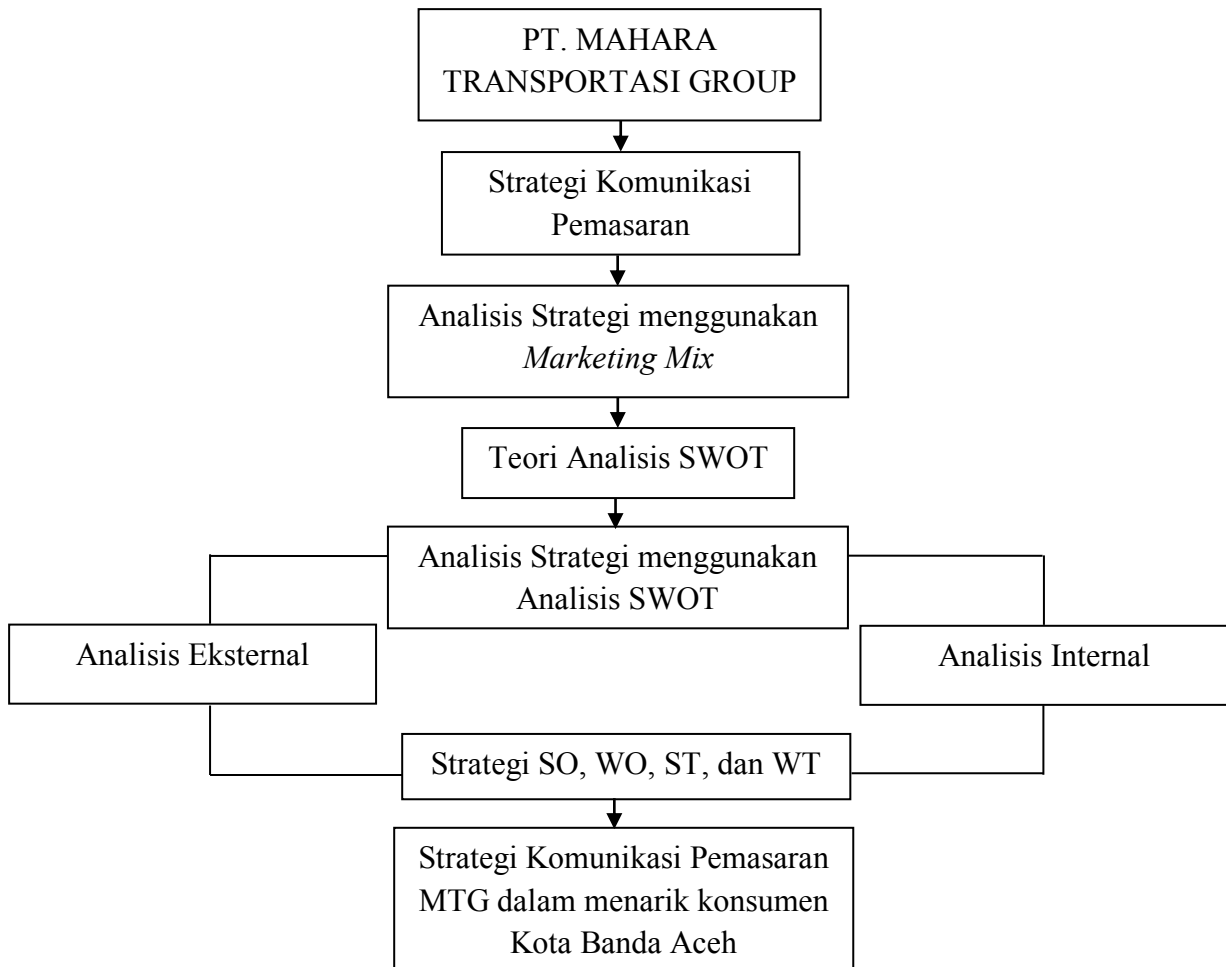 PT. MAHARA
TRANSPORTASI GROUP
Strategi Komunikasi
Pemasaran
Analisis Strategi menggunakan
Marketing Mix
Teori Analisis SWOT
Analisis Strategi menggunakan
Analisis SWOT
Analisis Eksternal
Analisis Internal
Strategi SO, WO, ST, dan WT
Strategi Komunikasi Pemasaran
MTG dalam menarik konsumen
Kota Banda Aceh